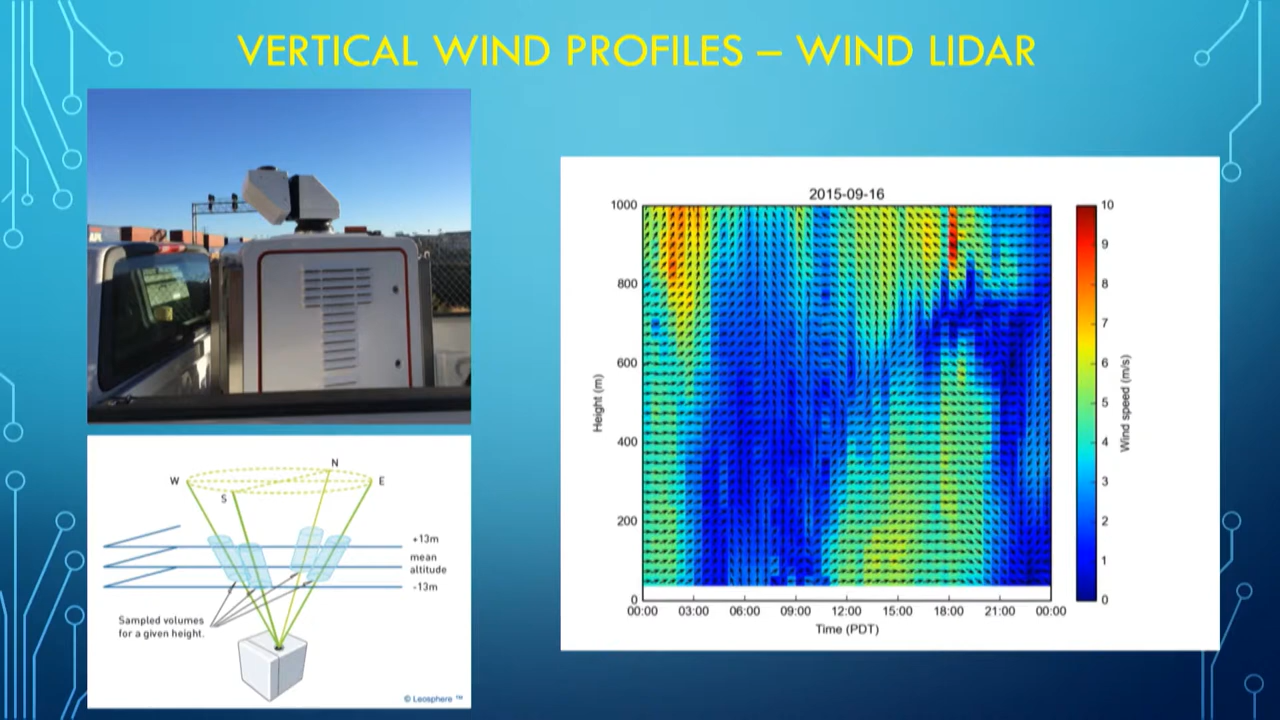 VERTICAL WIND PROFILES – WIND LIDAR
N
W
E
S
+13m
mean
altitude
-13m
Sampled volumes
for a given height.
© Leosphere ™
2015-09-16
1000
800
600
400
200
0
Height (m)
00:00 03:00 06:00 09:00 12:00 15:00 18:00 21:00 00:00
Time (PDT)
10
9
8
7
6
5
4
3
2
1
0
Wind speed (m/s)